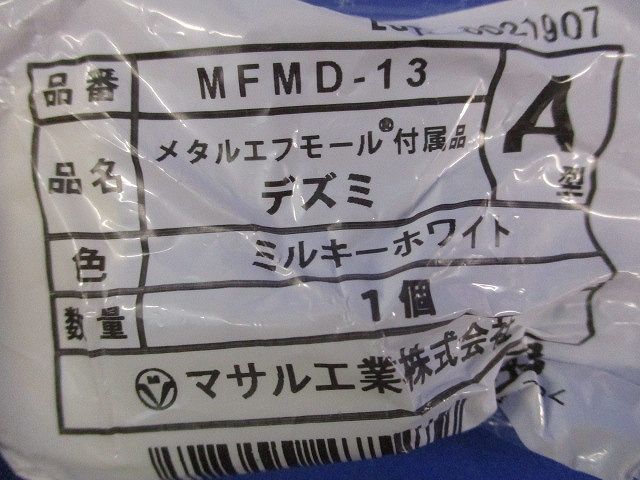 0021907
品番 MFMD-13
A型
品名 メタルエフモール®付属品
デズミ
色 ミルキーホワイト
数量 1個
マサル工業株式会社